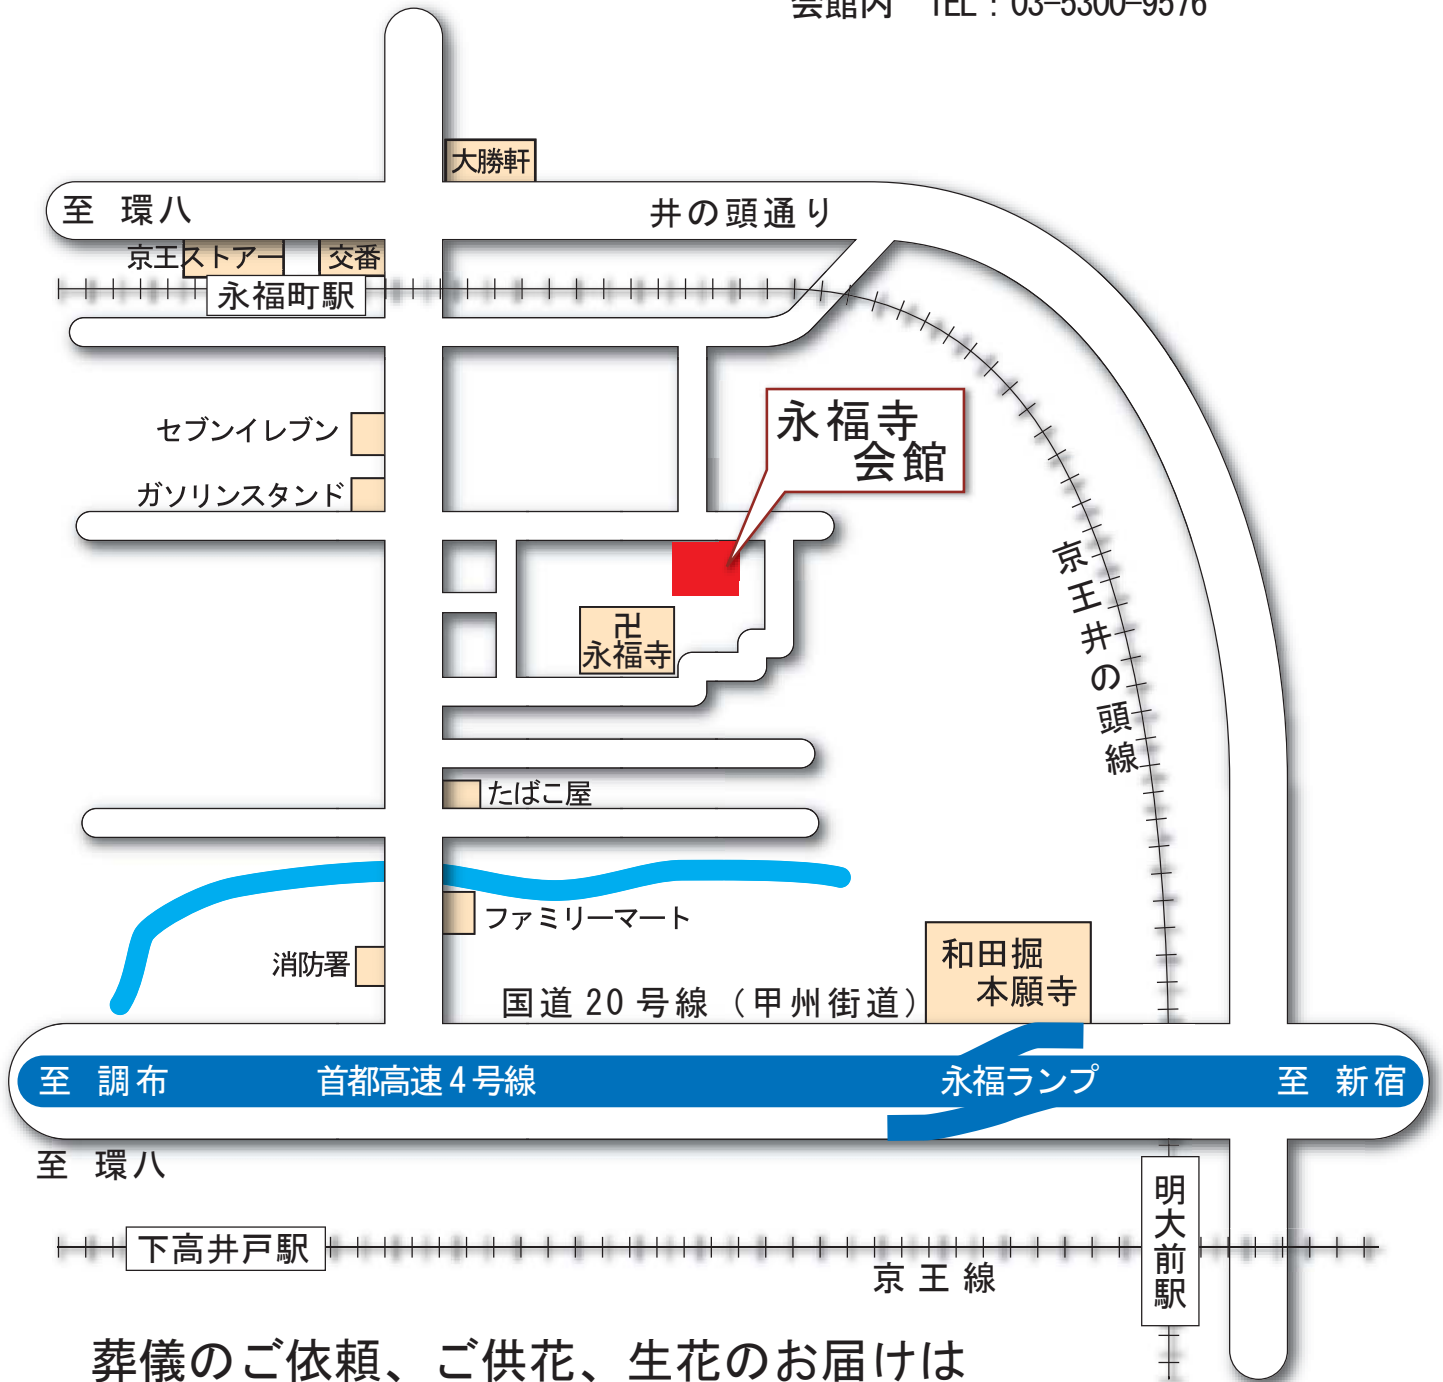 会館内　TEL：03-5300-9576
大勝軒
至　環八
井の頭通り
京王ストアー
交番
永福町駅
セブンイレブン
永福寺
会館
ガソリンスタンド
京王井の頭線
卍
永福寺
たばこ屋
ファミリーマート
消防署
和田掘
本願寺
国道20号線（甲州街道）
至　調布
首都高速4号線
永福ランプ
至　新宿
至　環八
明大前駅
下高井戸駅
京王線
葬儀のご依頼、ご供花、生花のお届けは